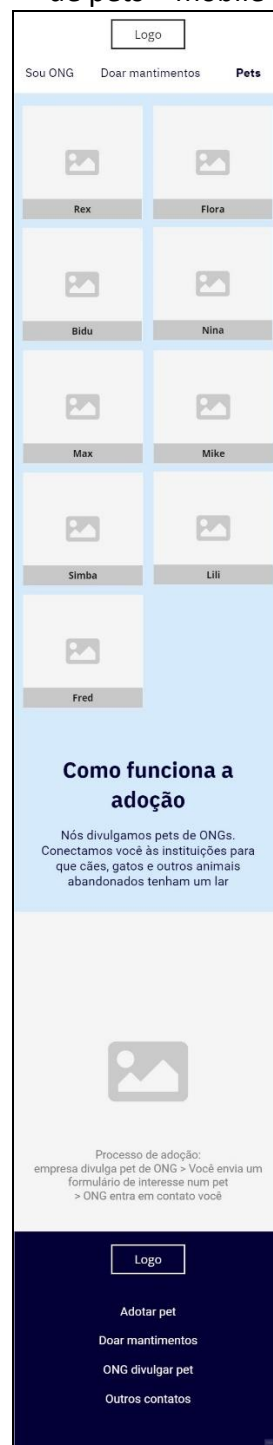 de pets – mobile
Logo
Sou ONG Doar mantimentos Pets
Rex Flora
Bidu Nina
Max Mike
Simba Lili
Fred
Como funciona a
adoção
Nós divulgamos pets de ONGs.
Conectamos você às instituições para
que cães, gatos e outros animais
abandonados tenham um lar
Processo de adoção:
empresa divulga pet de ONG > Você envia um
formulário de interesse num pet
> ONG entra em contato você
Logo
Adotar pet
Doar mantimentos
ONG divulgar pet
Outros contatos